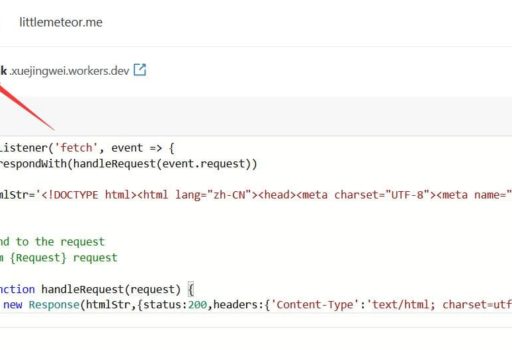 littlemeteor.me
k.xuejingwei.workers.dev
Listener('fetch', event => {
respondWith(handleRequest(event.request))
mlStr='<!DOCTYPE html><html lang="zh-CN"><head><meta charset="UTF-8"><meta name="
nd to the request
m {Request} request
nction handleRequest(request) {
new Response(htmlStr,{status:200,headers:{'Content-Type':'text/html; charset=utf